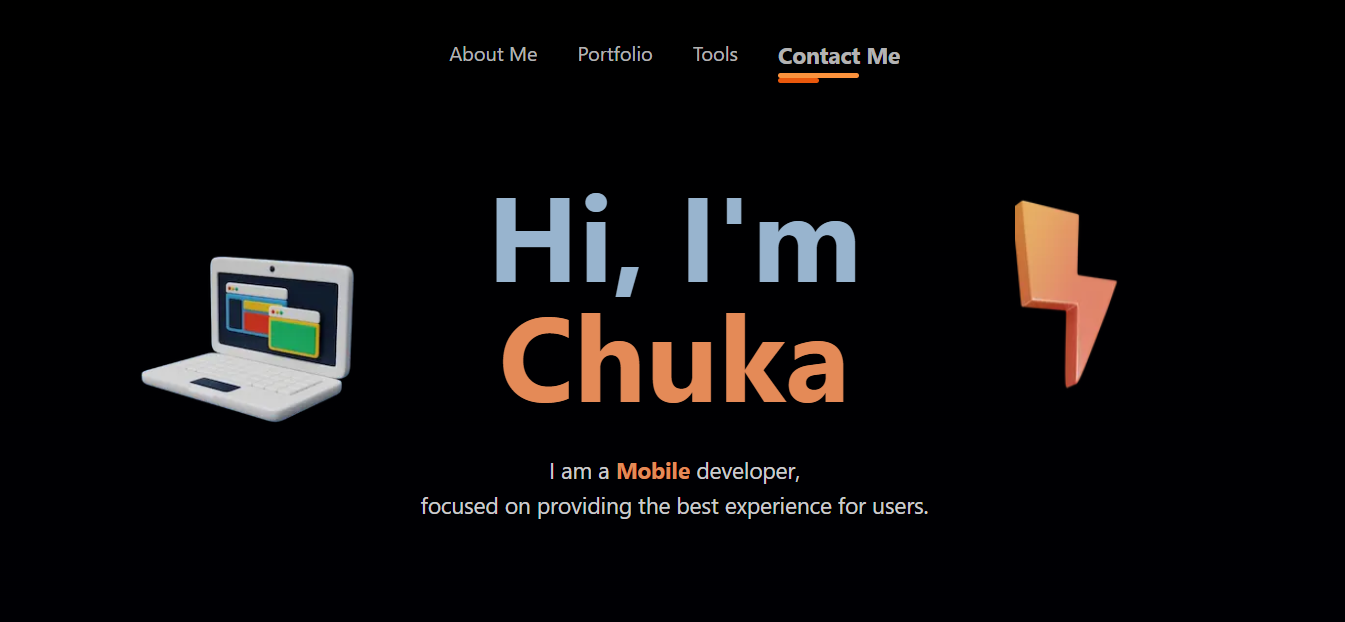 About Me Portfolio Tools Contact Me
Hi, I'm
Chuka
I am a Mobile developer,
focused on providing the best experience for users.